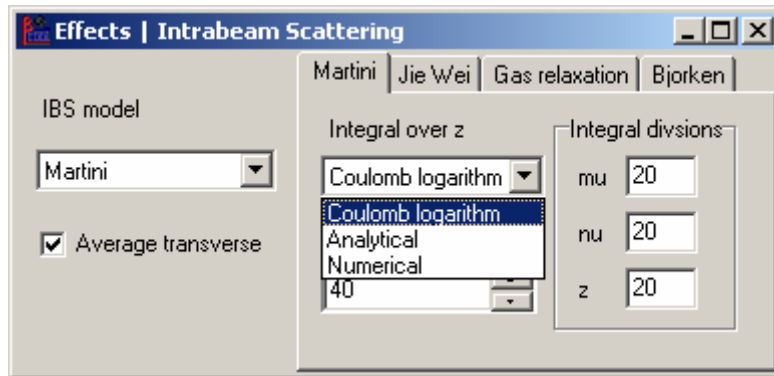 Effects | Intrabeam Scattering
IBS model
Martini
Average transverse
Martini
Jie Wei
Gas relaxation
Bjorken
Integral over z
Coulomb logarithm
Coulomb logarithm
Analytical
Numerical
40
Integral divsions
mu 20
nu 20
z 20